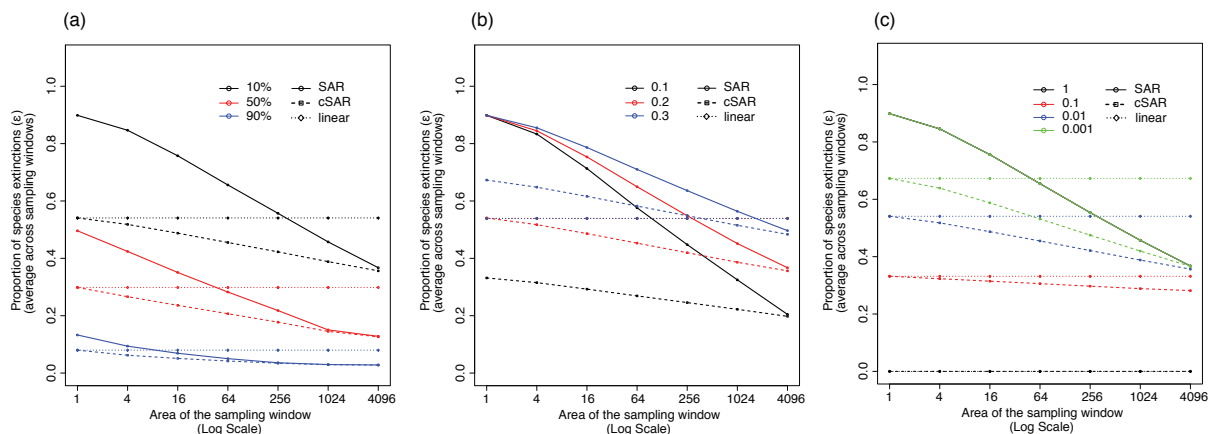 (a)
Proportion of species extinctions (ε)
(average across sampling windows)
0.0 0.2 0.4 0.6 0.8 1.0
10% SAR
50% cSAR
90% linear
1 4 16 64 256 1024 4096
Area of the sampling window
(Log Scale)
(b)
Proportion of species extinctions (ε)
(average across sampling windows)
0.0 0.2 0.4 0.6 0.8 1.0
0.1 SAR
0.2 cSAR
0.3 linear
1 4 16 64 256 1024 4096
Area of the sampling window
(Log Scale)
(c)
Proportion of species extinctions (ε)
(average across sampling windows)
0.0 0.2 0.4 0.6 0.8 1.0
1 SAR
0.1 cSAR
0.01 linear
0.001
1 4 16 64 256 1024 4096
Area of the sampling window
(Log Scale)